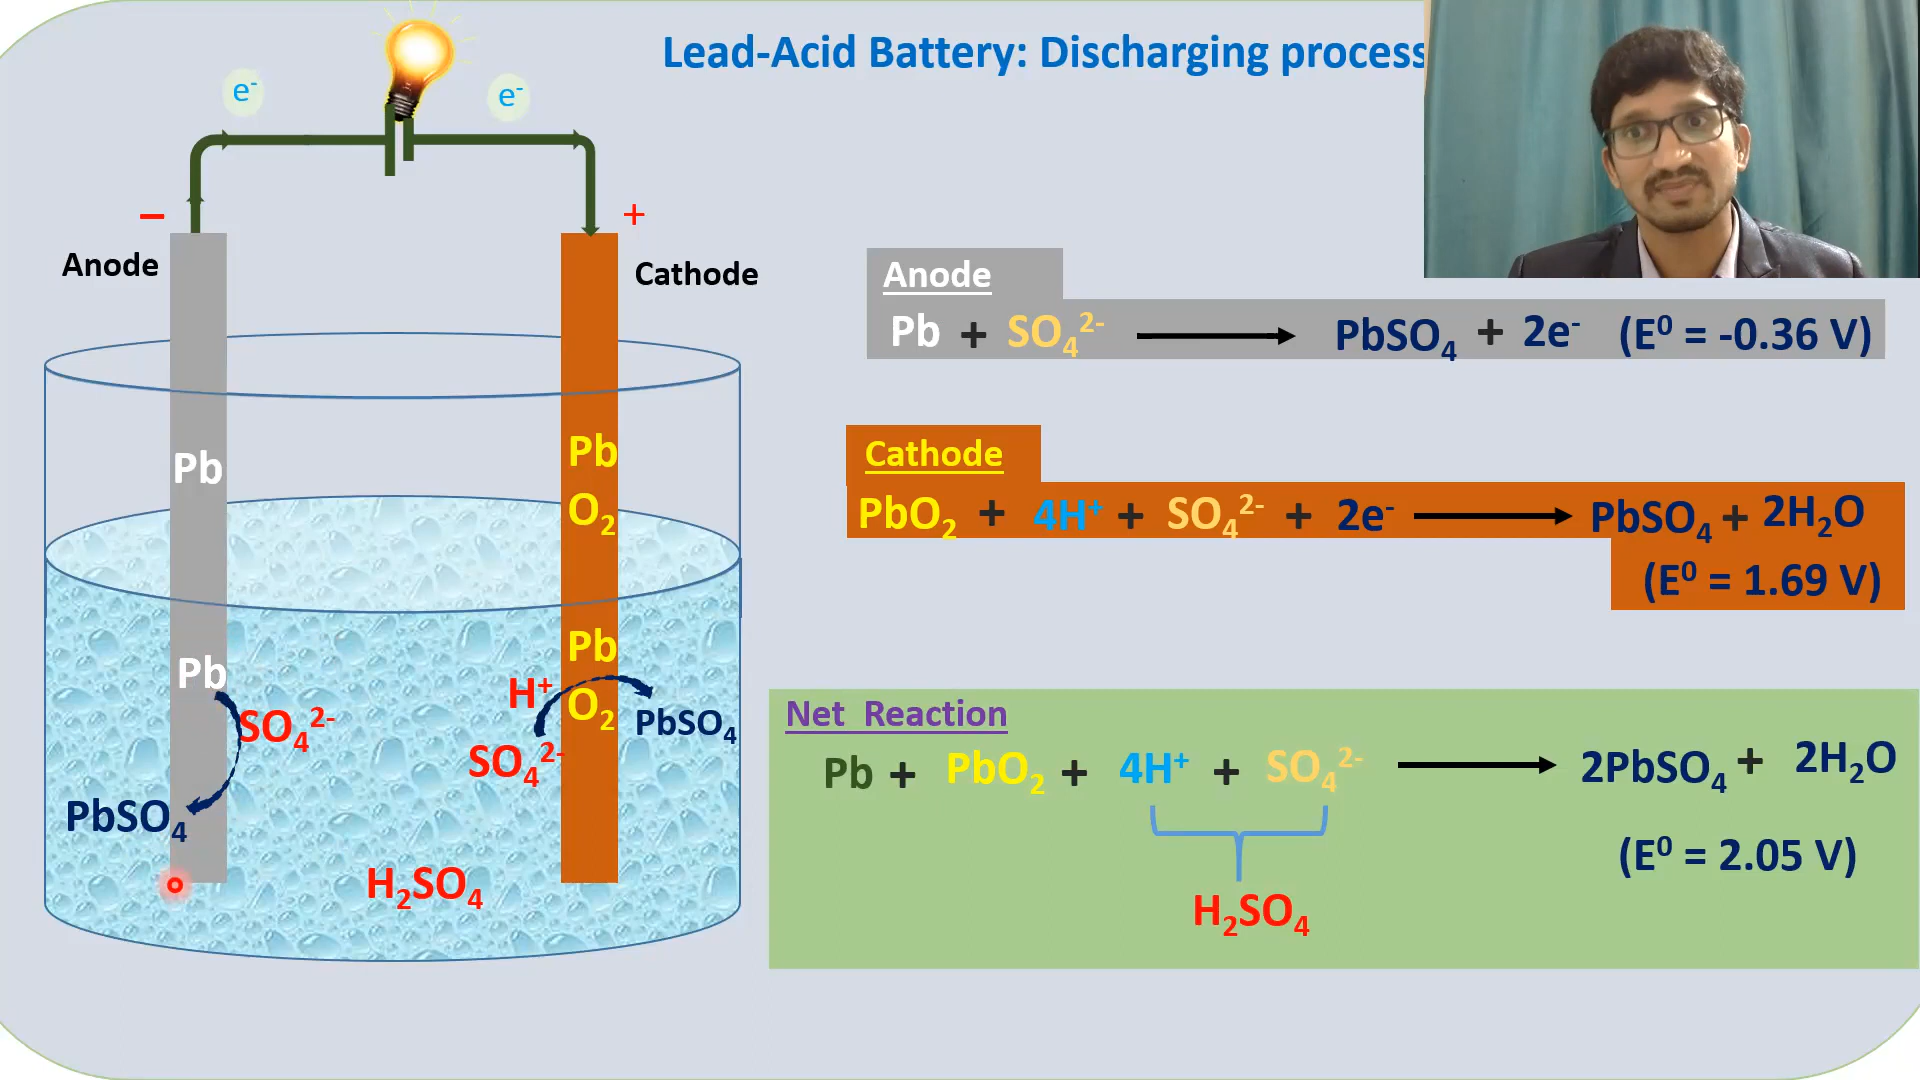 Lead-Acid Battery: Discharging process
e⁻
e⁻
−
+
Anode
Cathode
Pb
Pb
O₂
Pb
SO₄²⁻
PbSO₄
H⁺
SO₄²⁻
Pb
O₂
PbSO₄
H₂SO₄
Anode
Pb + SO₄²⁻ ⟶ PbSO₄ + 2e⁻ (E⁰ = -0.36 V)
Cathode
PbO₂ + 4H⁺ + SO₄²⁻ + 2e⁻ ⟶ PbSO₄ + 2H₂O
(E⁰ = 1.69 V)
Net Reaction
Pb + PbO₂ + 4H⁺ + SO₄²⁻ ⟶ 2PbSO₄ + 2H₂O
(E⁰ = 2.05 V)
H₂SO₄